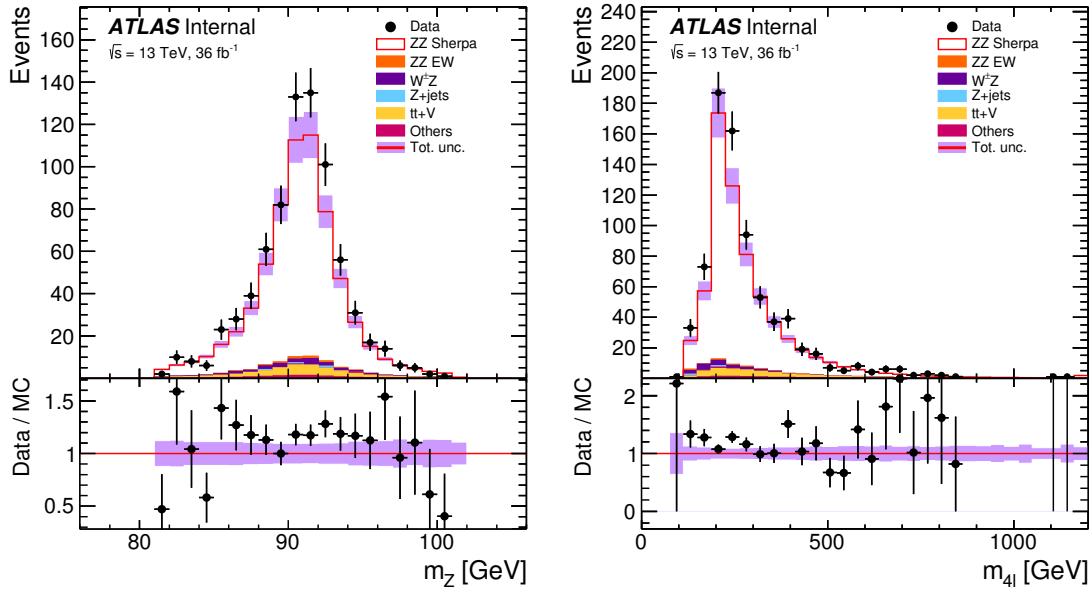 ATLAS Internal
√s = 13 TeV, 36 fb⁻¹
Data
ZZ Sherpa
ZZ EW
W±Z
Z+jets
tt+V
Others
Tot. unc.
Events
160
140
120
100
80
60
40
20
Data / MC
1.5
1
0.5
80
90
100
m_Z [GeV]
ATLAS Internal
√s = 13 TeV, 36 fb⁻¹
Data
ZZ Sherpa
ZZ EW
W±Z
Z+jets
tt+V
Others
Tot. unc.
Events
240
220
200
180
160
140
120
100
80
60
40
20
Data / MC
2
1
0
0
500
1000
m_4l [GeV]